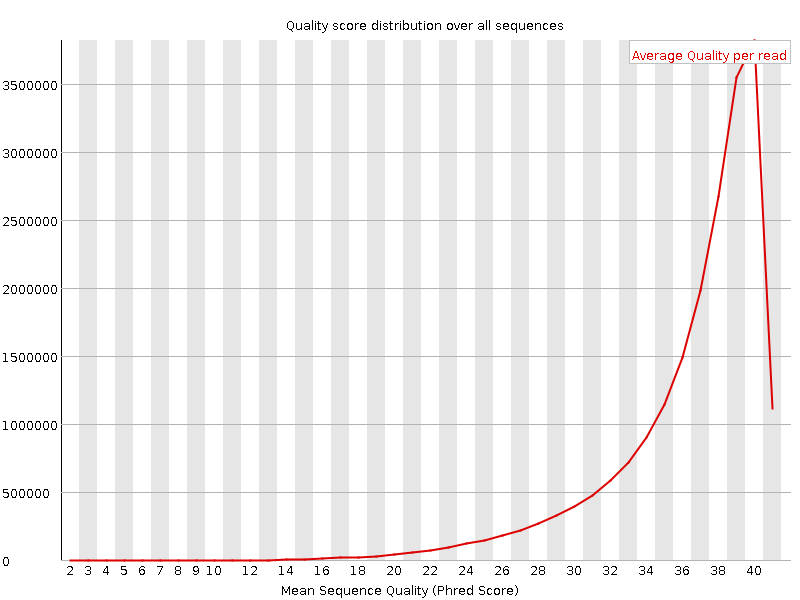 Quality score distribution over all sequences
Average Quality per read
3500000
3000000
2500000
2000000
1500000
1000000
500000
0
2 3 4 5 6 7 8 9 10 12 14 16 18 20 22 24 26 28 30 32 34 36 38 40
Mean Sequence Quality (Phred Score)